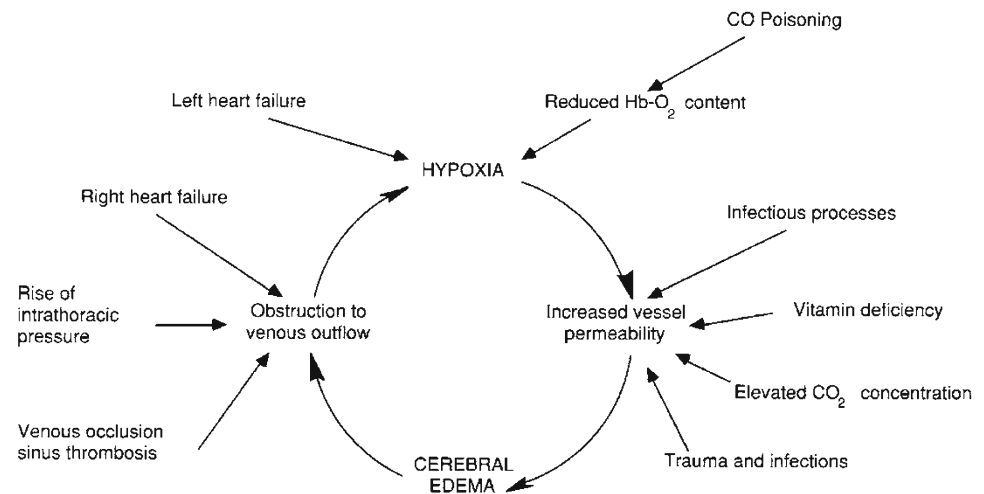 CO Poisoning
Left heart failure
Reduced Hb-O2 content
HYPOXIA
Right heart failure
Infectious processes
Rise of
intrathoracic
pressure
Obstruction to
venous outflow
Increased vessel
permeability
Vitamin deficiency
Elevated CO2 concentration
Venous occlusion
sinus thrombosis
Trauma and infections
CEREBRAL
EDEMA